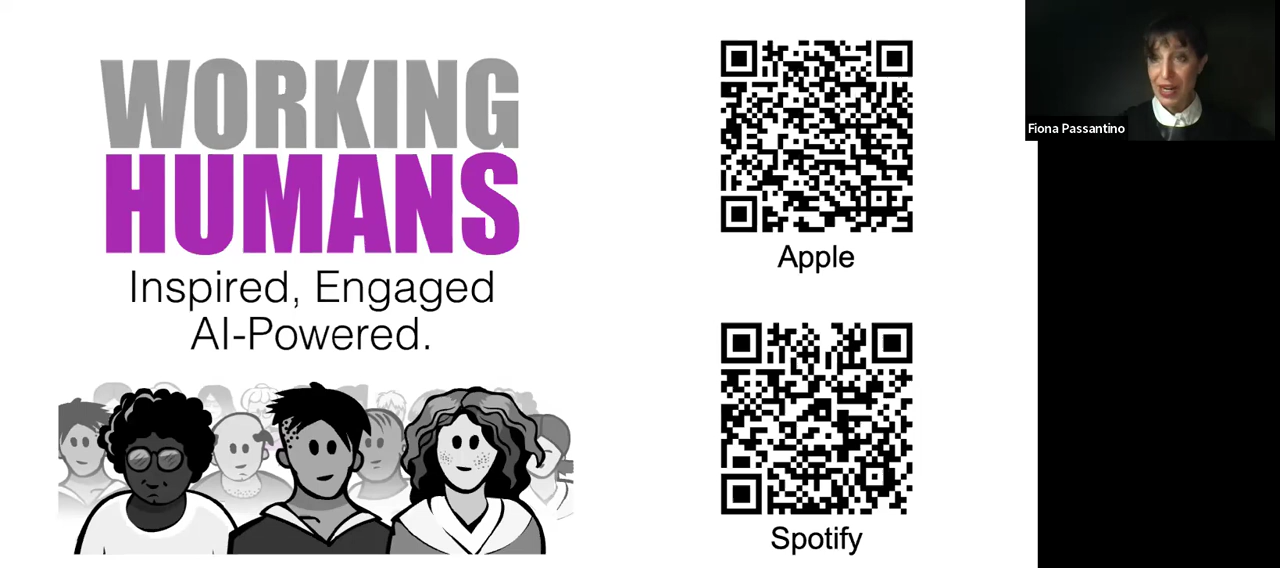 WORKING
HUMANS
Inspired, Engaged
AI-Powered.
Apple
Spotify
Fiona Passantino